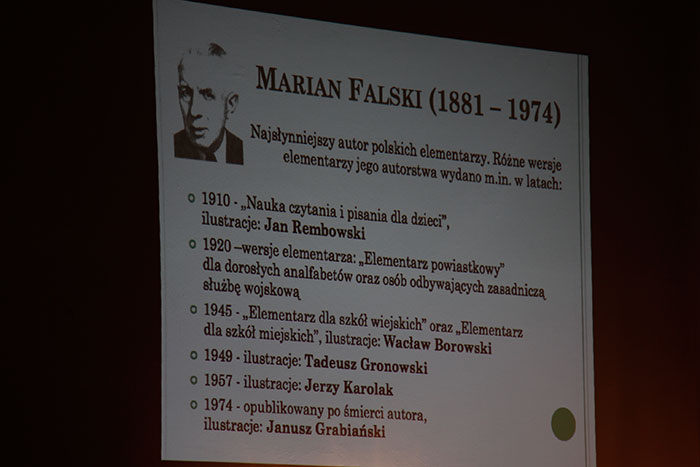 MARIAN FALSKI (1881 – 1974)
Najsłynniejszy autor polskich elementarzy. Różne wersje
elementarzy jego autorstwa wydano m.in. w latach:
1910 - „Nauka czytania i pisania dla dzieci”,
ilustracje: Jan Rembowski
1920 –wersje elementarza: „Elementarz powiastkowy”
dla dorosłych analfabetów oraz osób odbywających zasadniczą
służbę wojskową
1945 - „Elementarz dla szkół wiejskich” oraz „Elementarz
dla szkół miejskich”, ilustracje: Wacław Borowski
1949 - ilustracje: Tadeusz Gronowski
1957 - ilustracje: Jerzy Karolak
1974 - opublikowany po śmierci autora,
ilustracje: Janusz Grabiański